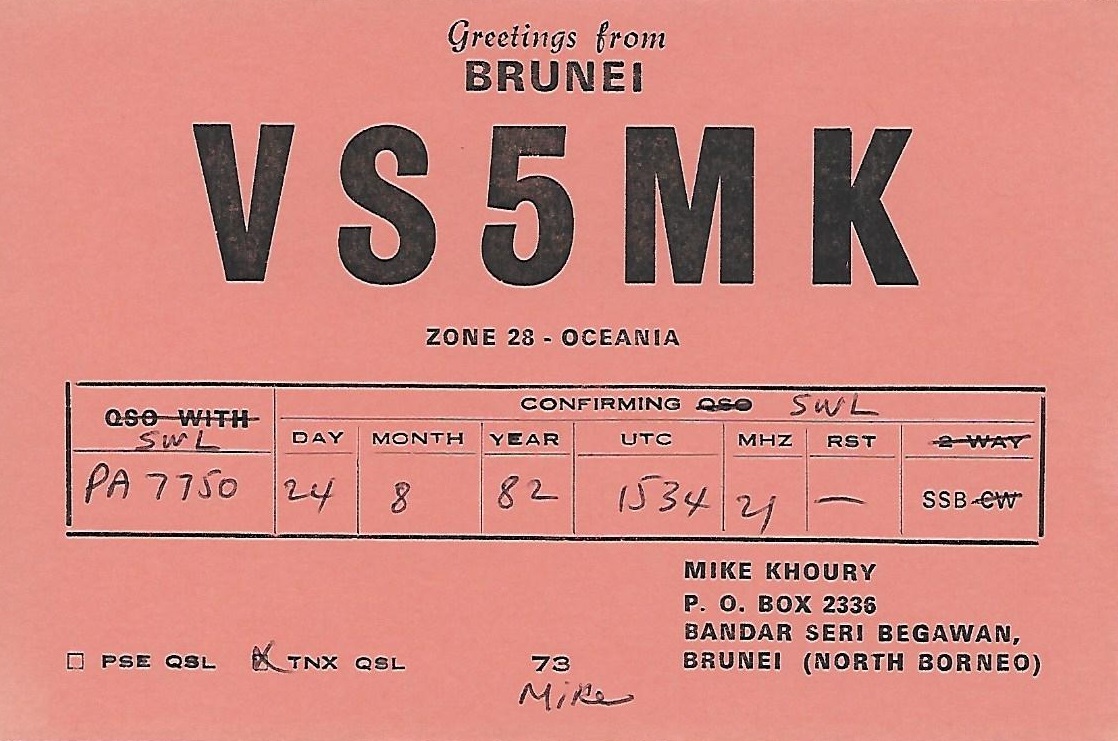 Greetings from
BRUNEI
VS5MK
ZONE 28 - OCEANIA
QSO WITH
SWL
CONFIRMING QSO SWL
DAY MONTH YEAR UTC MHZ RST 2-WAY
PA 7750 24 8 82 1534 21 — SSB-CW
MIKE KHOURY
P. O. BOX 2336
BANDAR SERI BEGAWAN,
BRUNEI (NORTH BORNEO)
PSE QSL X TNX QSL 73
Mike